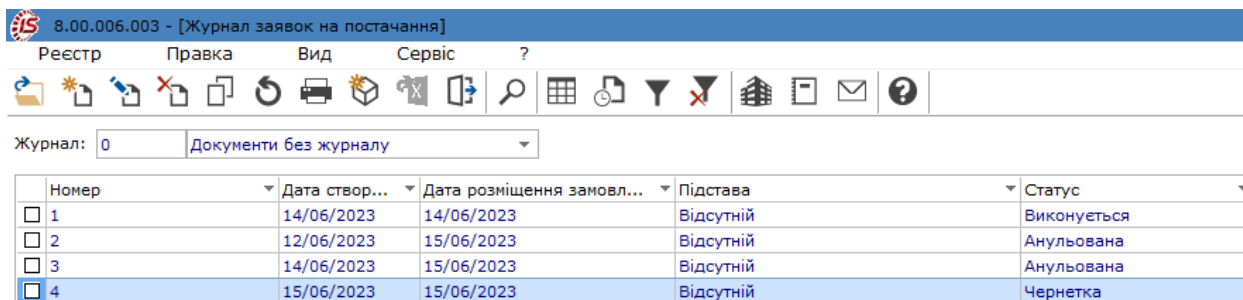 8.00.006.003 - [Журнал заявок на постачання]
Реєстр Правка Вид Сервіс ?
Журнал: 0 Документи без журналу
Номер Дата створ... Дата розміщення замовл... Підстава Статус
1 14/06/2023 14/06/2023 Відсутній Виконується
2 12/06/2023 15/06/2023 Відсутній Анульована
3 14/06/2023 15/06/2023 Відсутній Анульована
4 15/06/2023 15/06/2023 Відсутній Чернетка